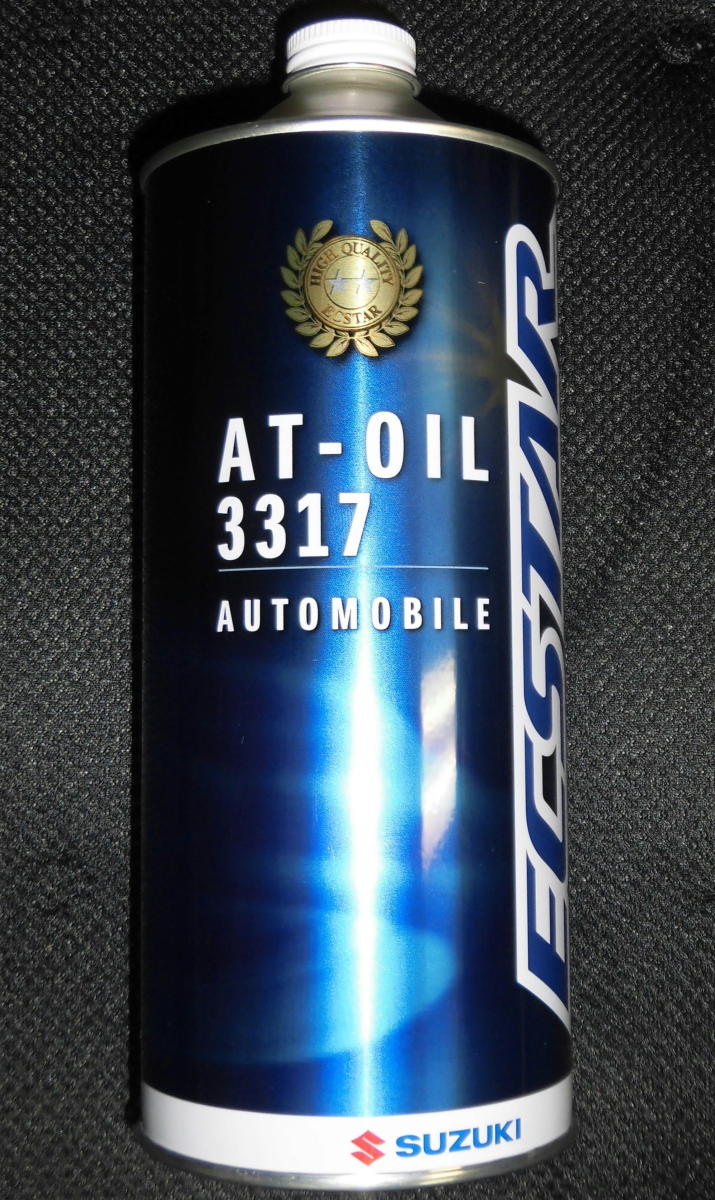 HIGH QUALITY
ECSTAR
AT-OIL
3317
AUTOMOBILE
ECSTAR
SUZUKI